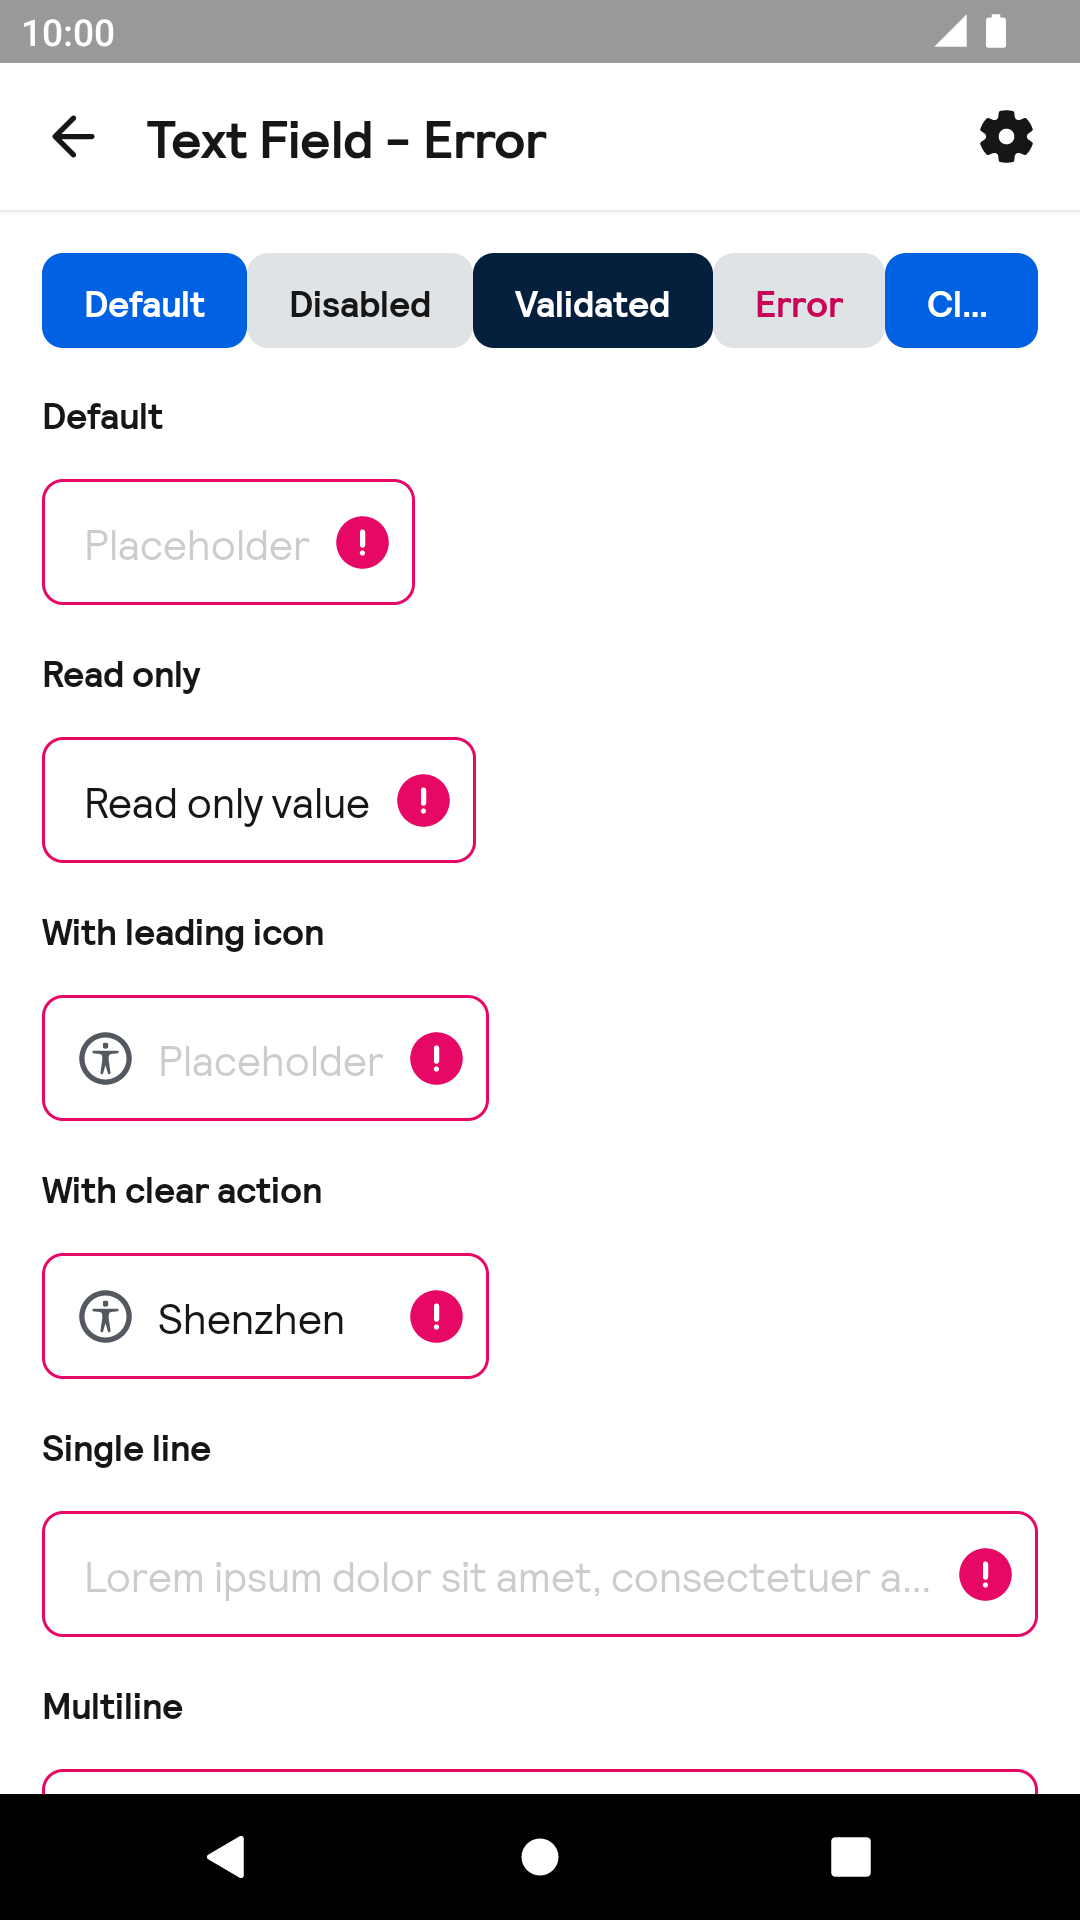 10:00
Text Field - Error
Default Disabled Validated Error Cl...
Default
Placeholder
Read only
Read only value
With leading icon
Placeholder
With clear action
Shenzhen
Single line
Lorem ipsum dolor sit amet, consectetuer a...
Multiline